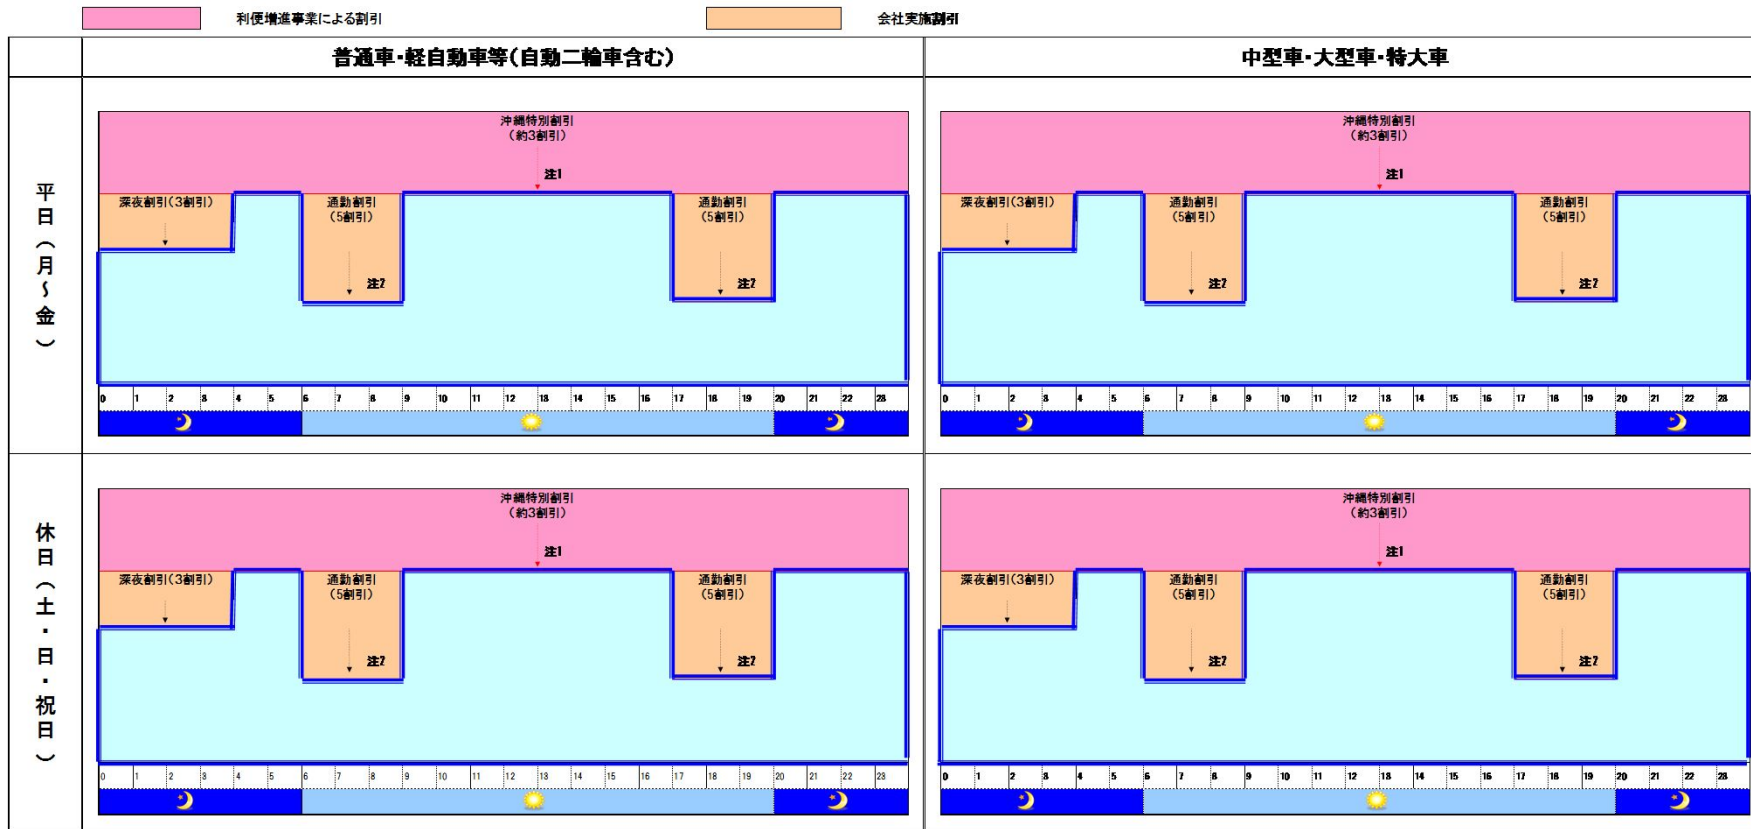 利便増進事業による割引 会社実施割引
普通車・軽自動車等(自動二輪車含む) 中型車・大型車・特大車
平日(月~金)
沖縄特別割引 沖縄特別割引
(約3割引) (約3割引)
注1 注1
深夜割引(3割引) 通勤割引 通勤割引 深夜割引(3割引) 通勤割引 通勤割引
(5割引) (5割引) (5割引) (5割引)
注2 注2 注2 注2
0 1 2 3 4 5 6 7 8 9 10 11 12 13 14 15 16 17 18 19 20 21 22 23 0 1 2 3 4 5 6 7 8 9 10 11 12 13 14 15 16 17 18 19 20 21 22 23
休日(土・日・祝日)
沖縄特別割引 沖縄特別割引
(約3割引) (約3割引)
注1 注1
深夜割引(3割引) 通勤割引 通勤割引 深夜割引(3割引) 通勤割引 通勤割引
(5割引) (5割引) (5割引) (5割引)
注2 注2 注2 注2
0 1 2 3 4 5 6 7 8 9 10 11 12 13 14 15 16 17 18 19 20 21 22 23 0 1 2 3 4 5 6 7 8 9 10 11 12 13 14 15 16 17 18 19 20 21 22 23